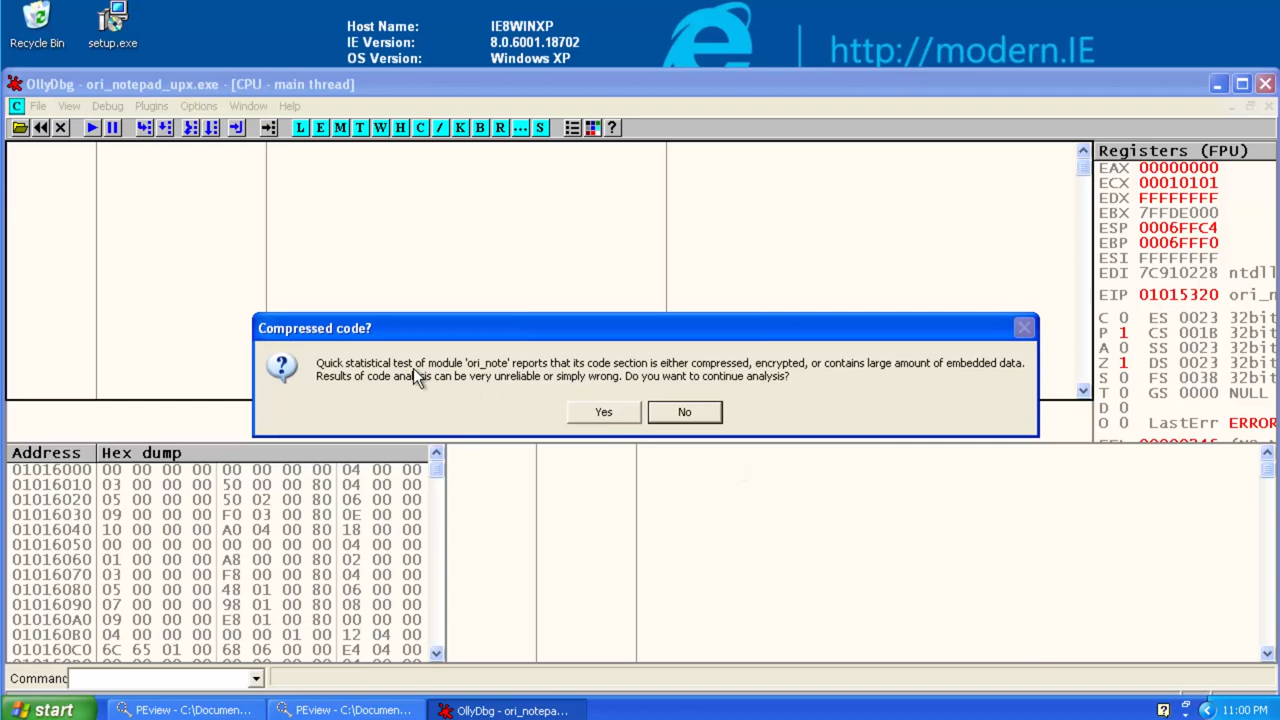 Host Name: IE8WINXP
IE Version: 8.0.6001.18702
OS Version: Windows XP
http://modern.IE
Recycle Bin
setup.exe
OllyDbg - ori_notepad_upx.exe - [CPU - main thread]
C File View Debug Plugins Options Window Help
L E M T W H C / K B R ... S ?
Registers (FPU)
EAX 00000000
ECX 00010101
EDX FFFFFFFF
EBX 7FFDE000
ESP 0006FFC4
EBP 0006FFF0
ESI FFFFFFFF
EDI 7C910228 ntdll
EIP 01015320 ori_n
C 0 ES 0023 32bit
P 1 CS 001B 32bit
A 0 SS 0023 32bit
Z 1 DS 0023 32bit
S 0 FS 0038 32bit
T 0 GS 0000 NULL
D 0
O 0 LastErr ERROR
Compressed code?
Quick statistical test of module 'ori_note' reports that its code section is either compressed, encrypted, or contains large amount of embedded data.
Results of code analysis can be very unreliable or simply wrong. Do you want to continue analysis?
Yes
No
Address Hex dump
01016000 00 00 00 00 00 00 00 00 04 00 00
01016010 03 00 00 00 50 00 00 80 04 00 00
01016020 05 00 00 00 50 02 00 80 06 00 00
01016030 09 00 00 00 F0 03 00 80 0E 00 00
01016040 10 00 00 00 A0 04 00 80 18 00 00
01016050 00 00 00 00 00 00 00 00 04 00 00
01016060 01 00 00 00 A8 00 00 80 02 00 00
01016070 03 00 00 00 F8 00 00 80 04 00 00
01016080 05 00 00 00 48 01 00 80 06 00 00
01016090 07 00 00 00 98 01 00 80 08 00 00
010160A0 09 00 00 00 E8 01 00 80 00 00 00
010160B0 04 00 00 00 00 00 01 00 12 04 00
010160C0 6C 65 01 00 68 06 00 00 E4 04 00
Command
start
PEview - C:\Documen...
PEview - C:\Documen...
OllyDbg - ori_notepa...
11:00 PM